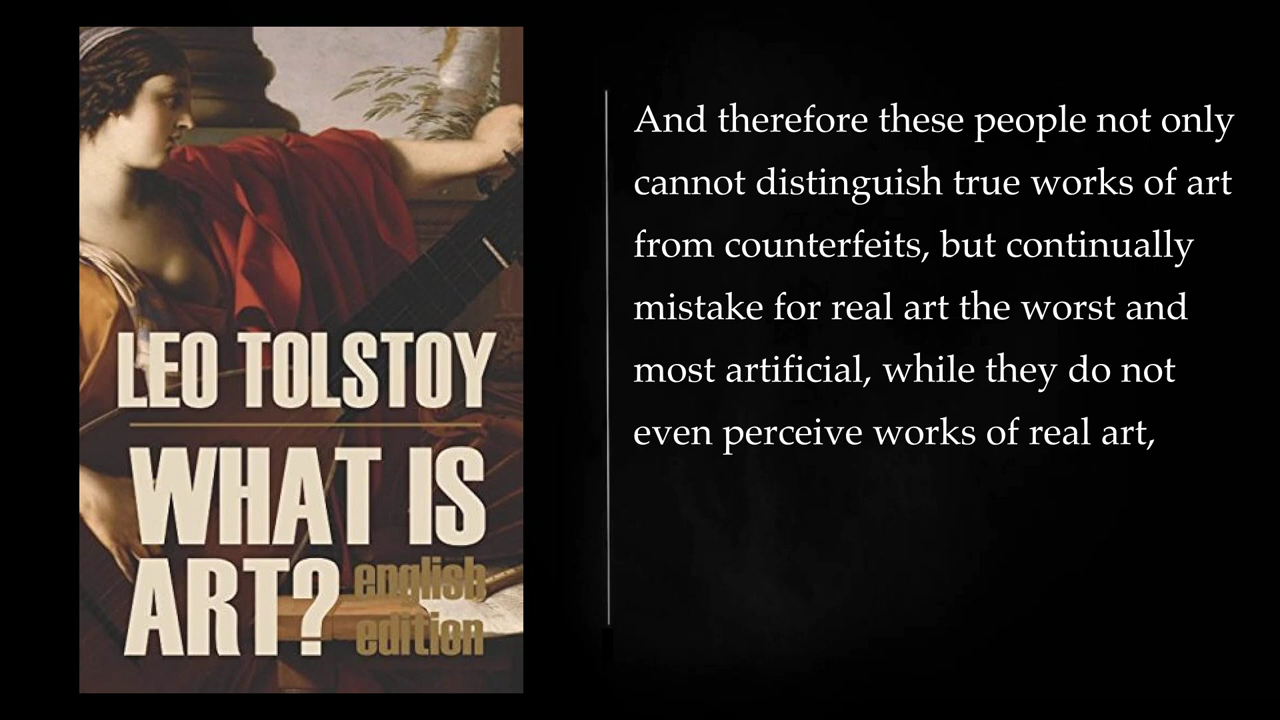 LEO TOLSTOY
WHAT IS
ART?
english
edition
And therefore these people not only
cannot distinguish true works of art
from counterfeits, but continually
mistake for real art the worst and
most artificial, while they do not
even perceive works of real art,